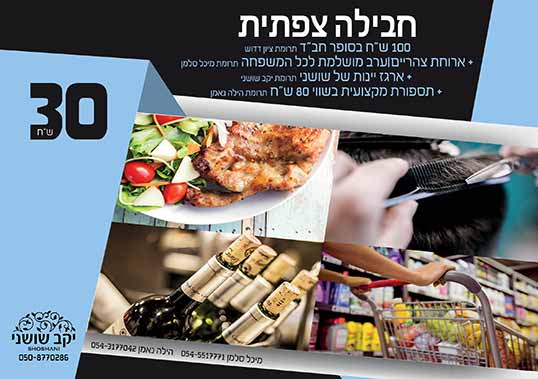 חבילה צפתית
100 ש"ח בסופר חב"ד תרומת ציון דדוש
+ ארוחת צהריים/ערב מושלמת לכל המשפחה תרומת מיכל סלמן
+ ארגז יינות של שושני תרומת יקב שושני
+ תספורת מקצועית בשווי 80 ש"ח תרומת הילה נאמן
30
ש"ח
יקב שושני
SHOSHANI
050-8770286
מיכל סלמן 054-5517771 הילה נאמן 054-3177042